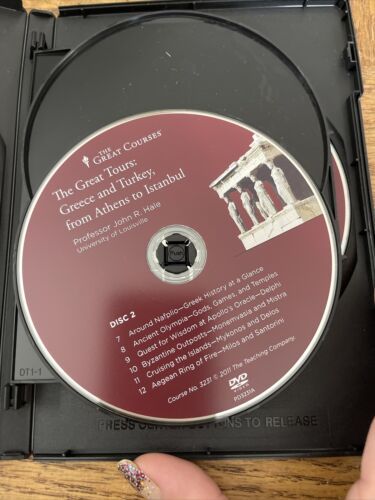 THE
GREAT COURSES®
The Great Tours:
Greece and Turkey,
from Athens to Istanbul
Professor John R. Hale
University of Louisville
Push
DISC 2
7 Around Nafplio—Greek History at a Glance
8 Ancient Olympia—Gods, Games, and Temples
9 Quest for Wisdom at Apollo's Oracle—Delphi
10 Byzantine Outposts—Monemvasia and Mistra
11 Cruising the Islands—Mykonos and Delos
12 Aegean Ring of Fire—Milos and Santorini
Course No. 3231 © 2011 The Teaching Company.
DVD
VIDEO
PD3231A
DT1-1
PRESS CENTER BUTTONS TO RELEASE